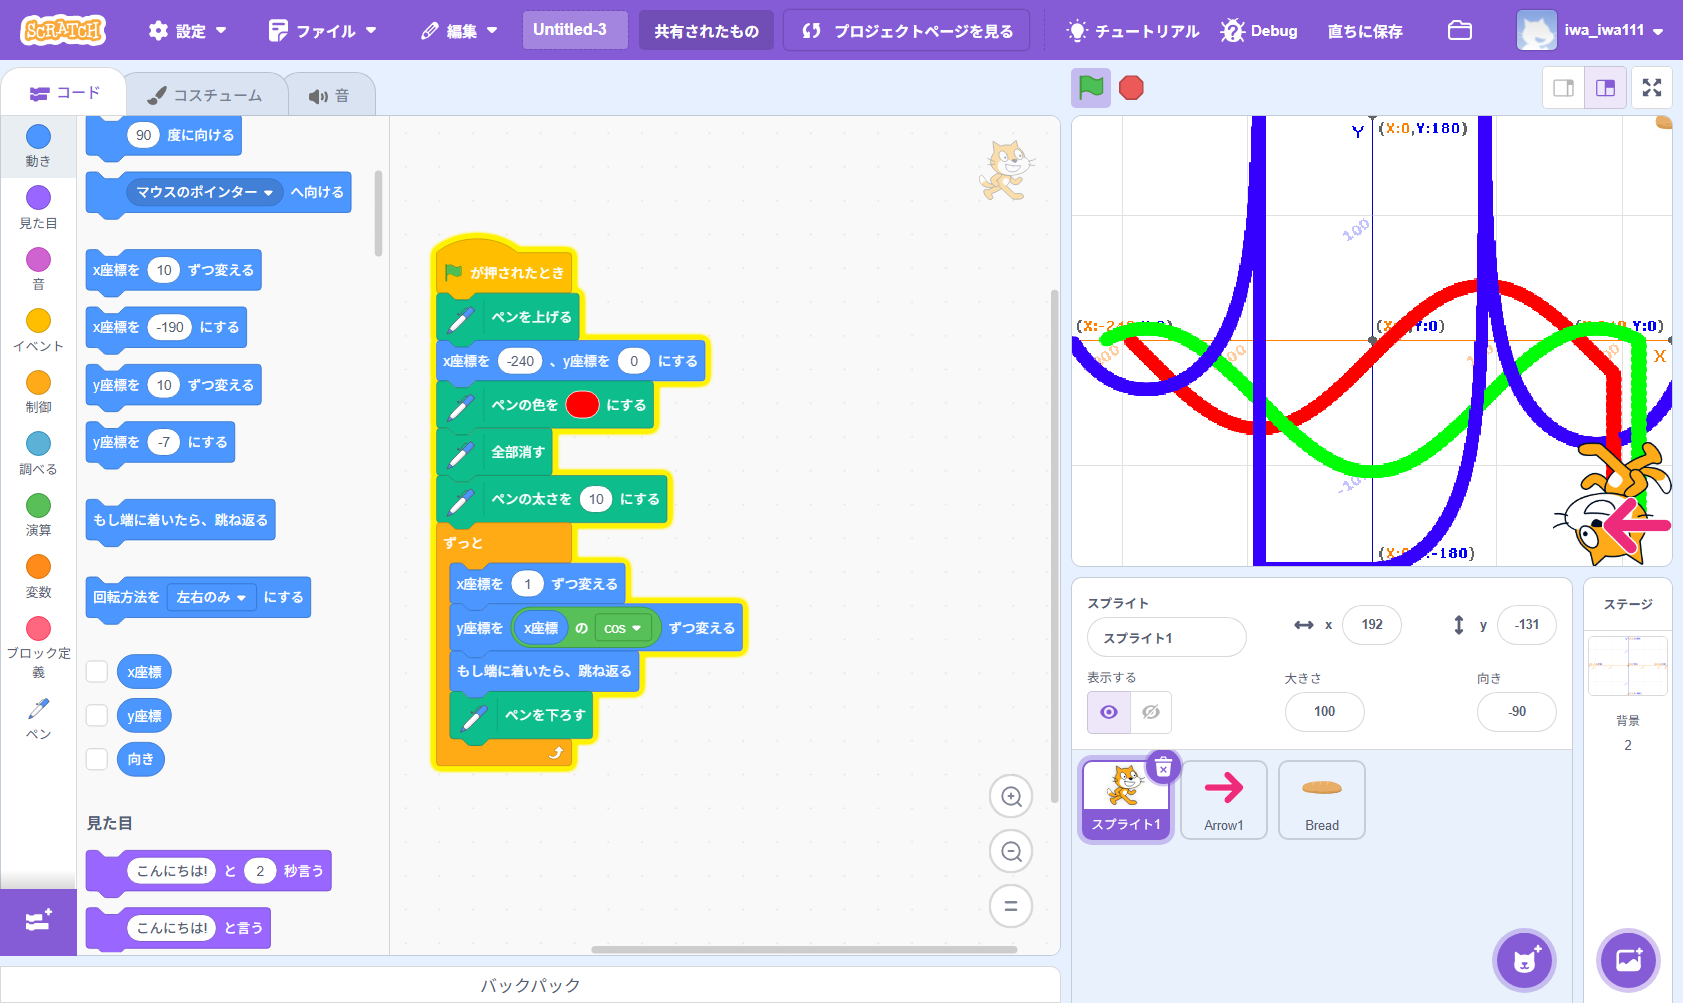 SCRATCH
設定
ファイル
編集
Untitled-3
共有されたもの
プロジェクトページを見る
チュートリアル
Debug
直ちに保存
iwa_iwa111
コード
コスチューム
音
動き
見た目
音
イベント
制御
調べる
演算
変数
ブロック定義
ペン
90 度に向ける
マウスのポインター へ向ける
x座標を 10 ずつ変える
x座標を -190 にする
y座標を 10 ずつ変える
y座標を -7 にする
もし端に着いたら、跳ね返る
回転方法を 左右のみ にする
x座標
y座標
向き
見た目
こんにちは! と 2 秒言う
こんにちは! と言う
が押されたとき
ペンを上げる
x座標を -240 、y座標を 0 にする
ペンの色を にする
全部消す
ペンの太さを 10 にする
ずっと
x座標を 1 ずつ変える
y座標を x座標 の cos ずつ変える
もし端に着いたら、跳ね返る
ペンを下ろす
バックパック
Y (X:0,Y:180)
100
Y:0)
X
-180)
スプライト
スプライト1
x 192
y -131
表示する
大きさ
100
向き
-90
スプライト1
Arrow1
Bread
ステージ
背景
2